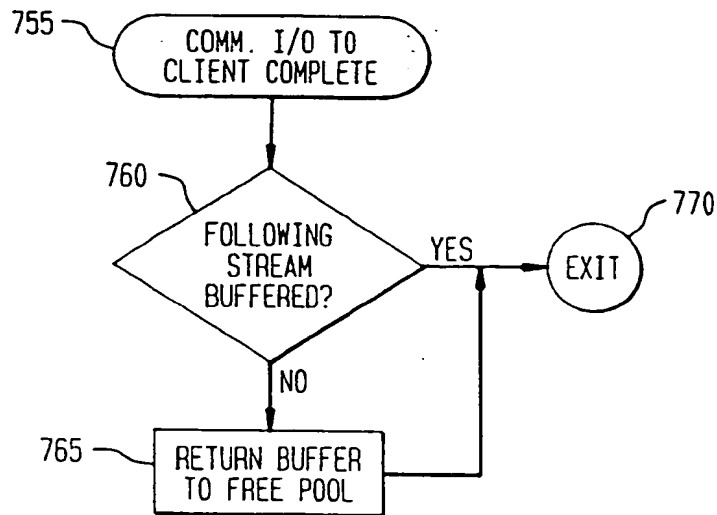 755
COMM. I/O TO
CLIENT COMPLETE
760
FOLLOWING
STREAM
BUFFERED?
YES
770
EXIT
NO
765
RETURN BUFFER
TO FREE POOL